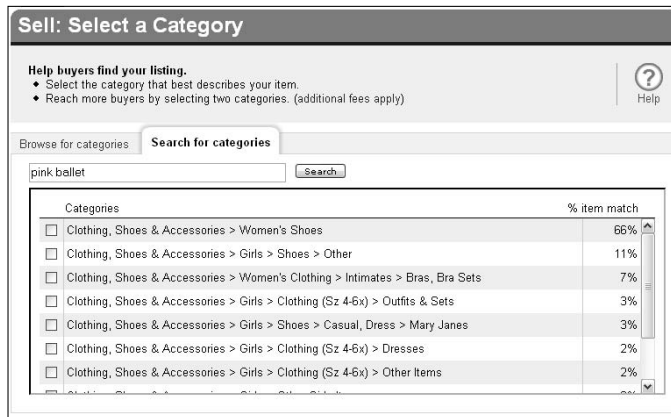 Sell: Select a Category
Help buyers find your listing.
◆ Select the category that best describes your item.
◆ Reach more buyers by selecting two categories. (additional fees apply)
?
Help
Browse for categories Search for categories
pink ballet Search
Categories % item match
Clothing, Shoes & Accessories > Women's Shoes 66%
Clothing, Shoes & Accessories > Girls > Shoes > Other 11%
Clothing, Shoes & Accessories > Women's Clothing > Intimates > Bras, Bra Sets 7%
Clothing, Shoes & Accessories > Girls > Clothing (Sz 4-6x) > Outfits & Sets 3%
Clothing, Shoes & Accessories > Girls > Shoes > Casual, Dress > Mary Janes 3%
Clothing, Shoes & Accessories > Girls > Clothing (Sz 4-6x) > Dresses 2%
Clothing, Shoes & Accessories > Girls > Clothing (Sz 4-6x) > Other Items 2%